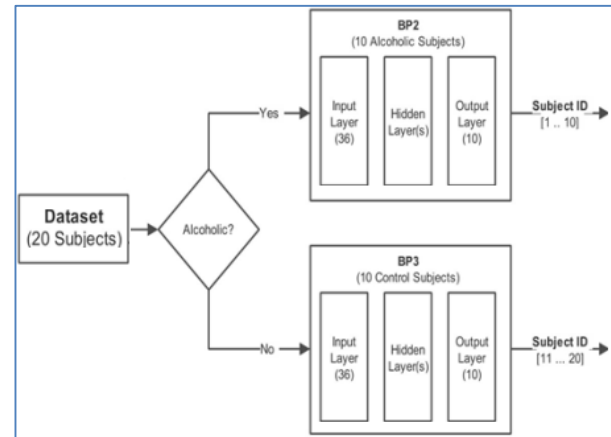 Dataset
(20 Subjects)
Alcoholic?
Yes
BP2
(10 Alcoholic Subjects)
Input
Layer
(36)
Hidden
Layer(s)
Output
Layer
(10)
Subject ID
[1 .. 10]
No
BP3
(10 Control Subjects)
Input
Layer
(36)
Hidden
Layer(s)
Output
Layer
(10)
Subject ID
[11 ... 20]